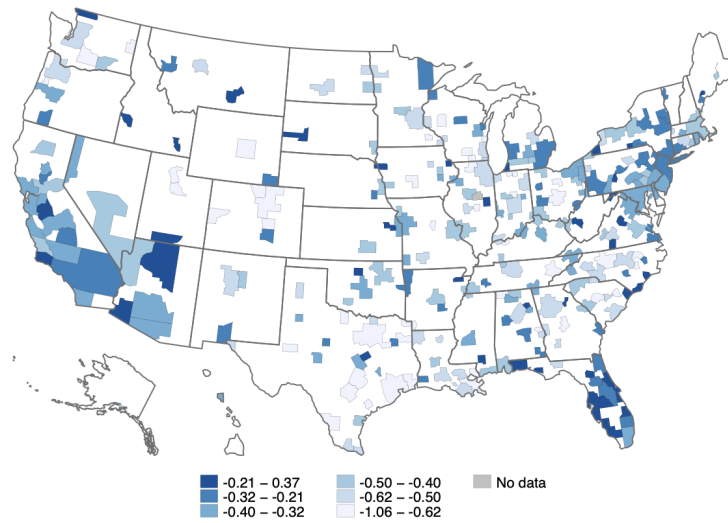 -0.21 – 0.37
-0.32 – -0.21
-0.40 – -0.32
-0.50 – -0.40
-0.62 – -0.50
-1.06 – -0.62
No data